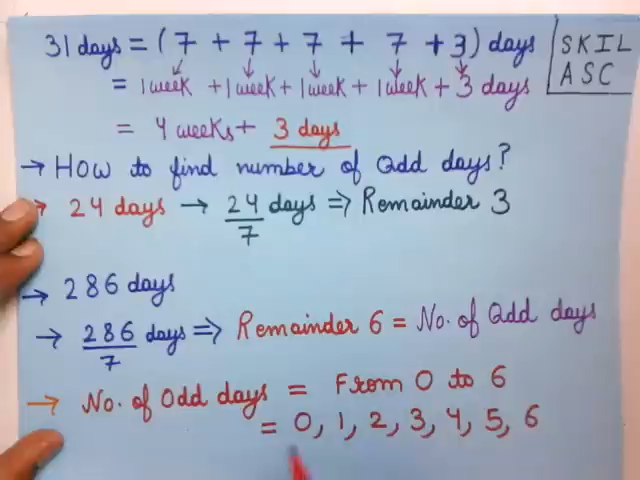 31 days = (7 + 7 + 7 + 7 + 3) days
SKIL
ASC
= 1 week + 1 week + 1 week + 1 week + 3 days
= 4 weeks + 3 days
→ How to find number of Odd days?
→ 24 days → 24/7 days ⇒ Remainder 3
→ 286 days
→ 286/7 days ⇒ Remainder 6 = No. of Odd days
→ No. of Odd days = From 0 to 6
= 0, 1, 2, 3, 4, 5, 6